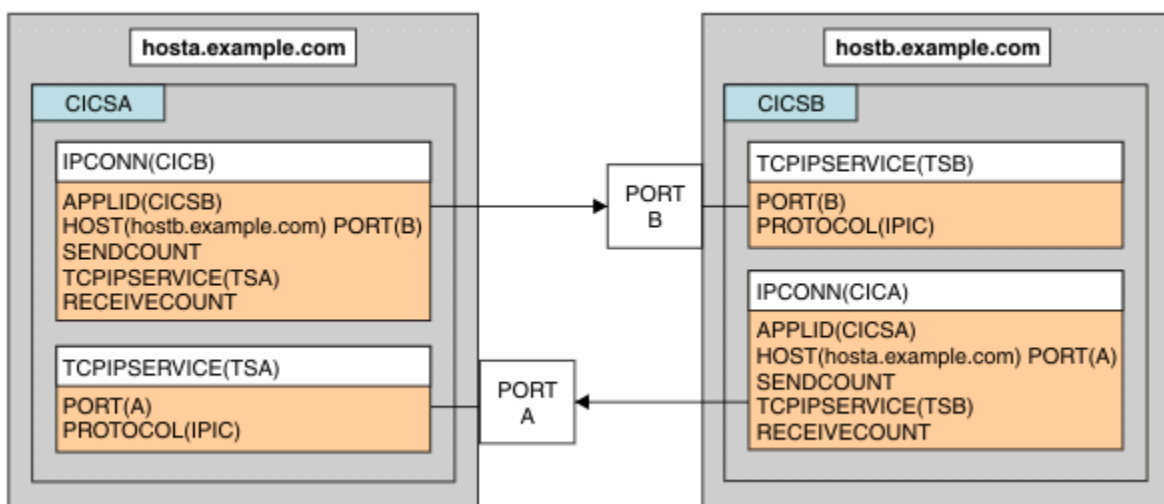 hosta.example.com
CICSA
IPCONN(CICB)
APPLID(CICSB)
HOST(hostb.example.com) PORT(B)
SENDCOUNT
TCPIPSERVICE(TSA)
RECEIVECOUNT
TCPIPSERVICE(TSA)
PORT(A)
PROTOCOL(IPIC)
PORT
B
PORT
A
hostb.example.com
CICSB
TCPIPSERVICE(TSB)
PORT(B)
PROTOCOL(IPIC)
IPCONN(CICA)
APPLID(CICSA)
HOST(hosta.example.com) PORT(A)
SENDCOUNT
TCPIPSERVICE(TSB)
RECEIVECOUNT